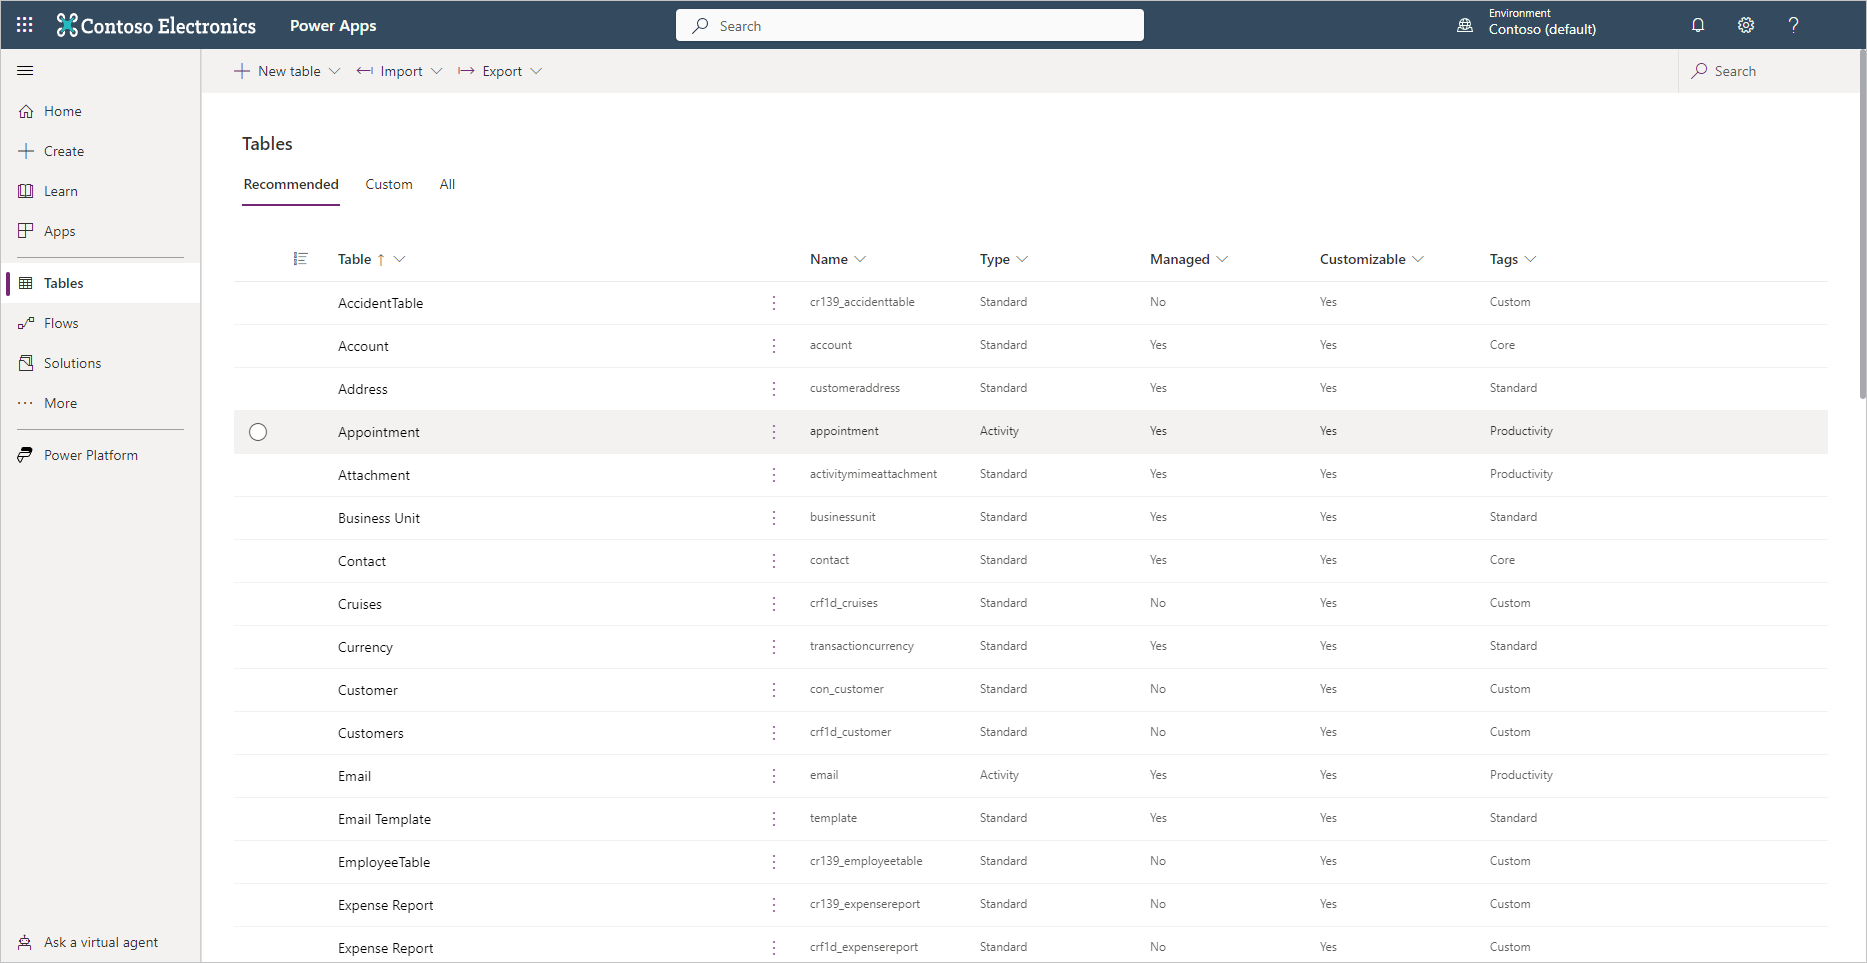 Contoso Electronics
Power Apps
Search
Environment
Contoso (default)
?
New table
Import
Export
Search
Home
Create
Learn
Apps
Tables
Flows
Solutions
More
Power Platform
Ask a virtual agent
Tables
Recommended Custom All
Table ↑ Name Type Managed Customizable Tags
AccidentTable cr139_accidenttable Standard No Yes Custom
Account account Standard Yes Yes Core
Address customeraddress Standard Yes Yes Standard
Appointment appointment Activity Yes Yes Productivity
Attachment activitymimeattachment Standard Yes Yes Productivity
Business Unit businessunit Standard Yes Yes Standard
Contact contact Standard Yes Yes Core
Cruises crf1d_cruises Standard No Yes Custom
Currency transactioncurrency Standard Yes Yes Standard
Customer con_customer Standard No Yes Custom
Customers crf1d_customer Standard No Yes Custom
Email email Activity Yes Yes Productivity
Email Template template Standard Yes Yes Standard
EmployeeTable cr139_employeetable Standard No Yes Custom
Expense Report cr139_expensereport Standard No Yes Custom
Expense Report crf1d_expensereport Standard No Yes Custom